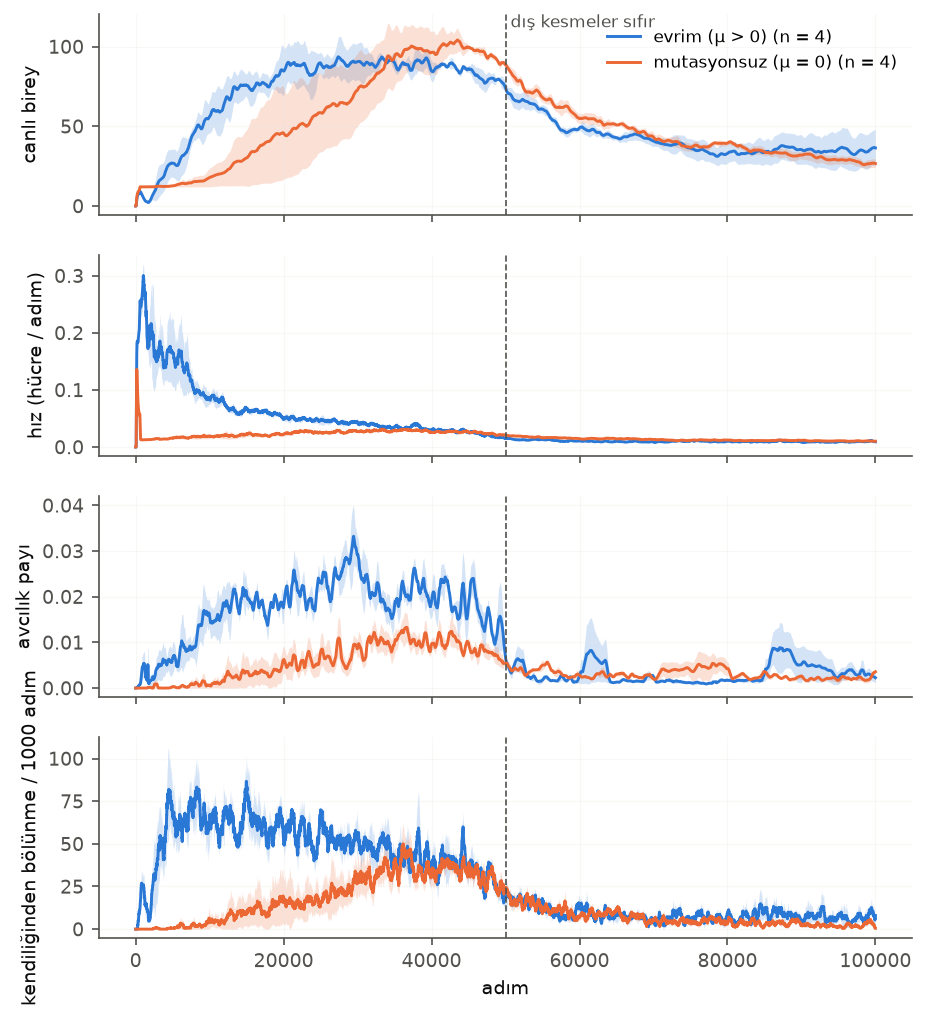 dış kesmeler sıfır
evrim (μ > 0) (n = 4)
mutasyonsuz (μ = 0) (n = 4)
canlı birey
100
50
0
hız (hücre / adım)
0.3
0.2
0.1
0.0
avcılık payı
0.04
0.03
0.02
0.01
0.00
kendiliğinden bölünme / 1000 adım
100
75
50
25
0
0 20000 40000 60000 80000 100000
adım